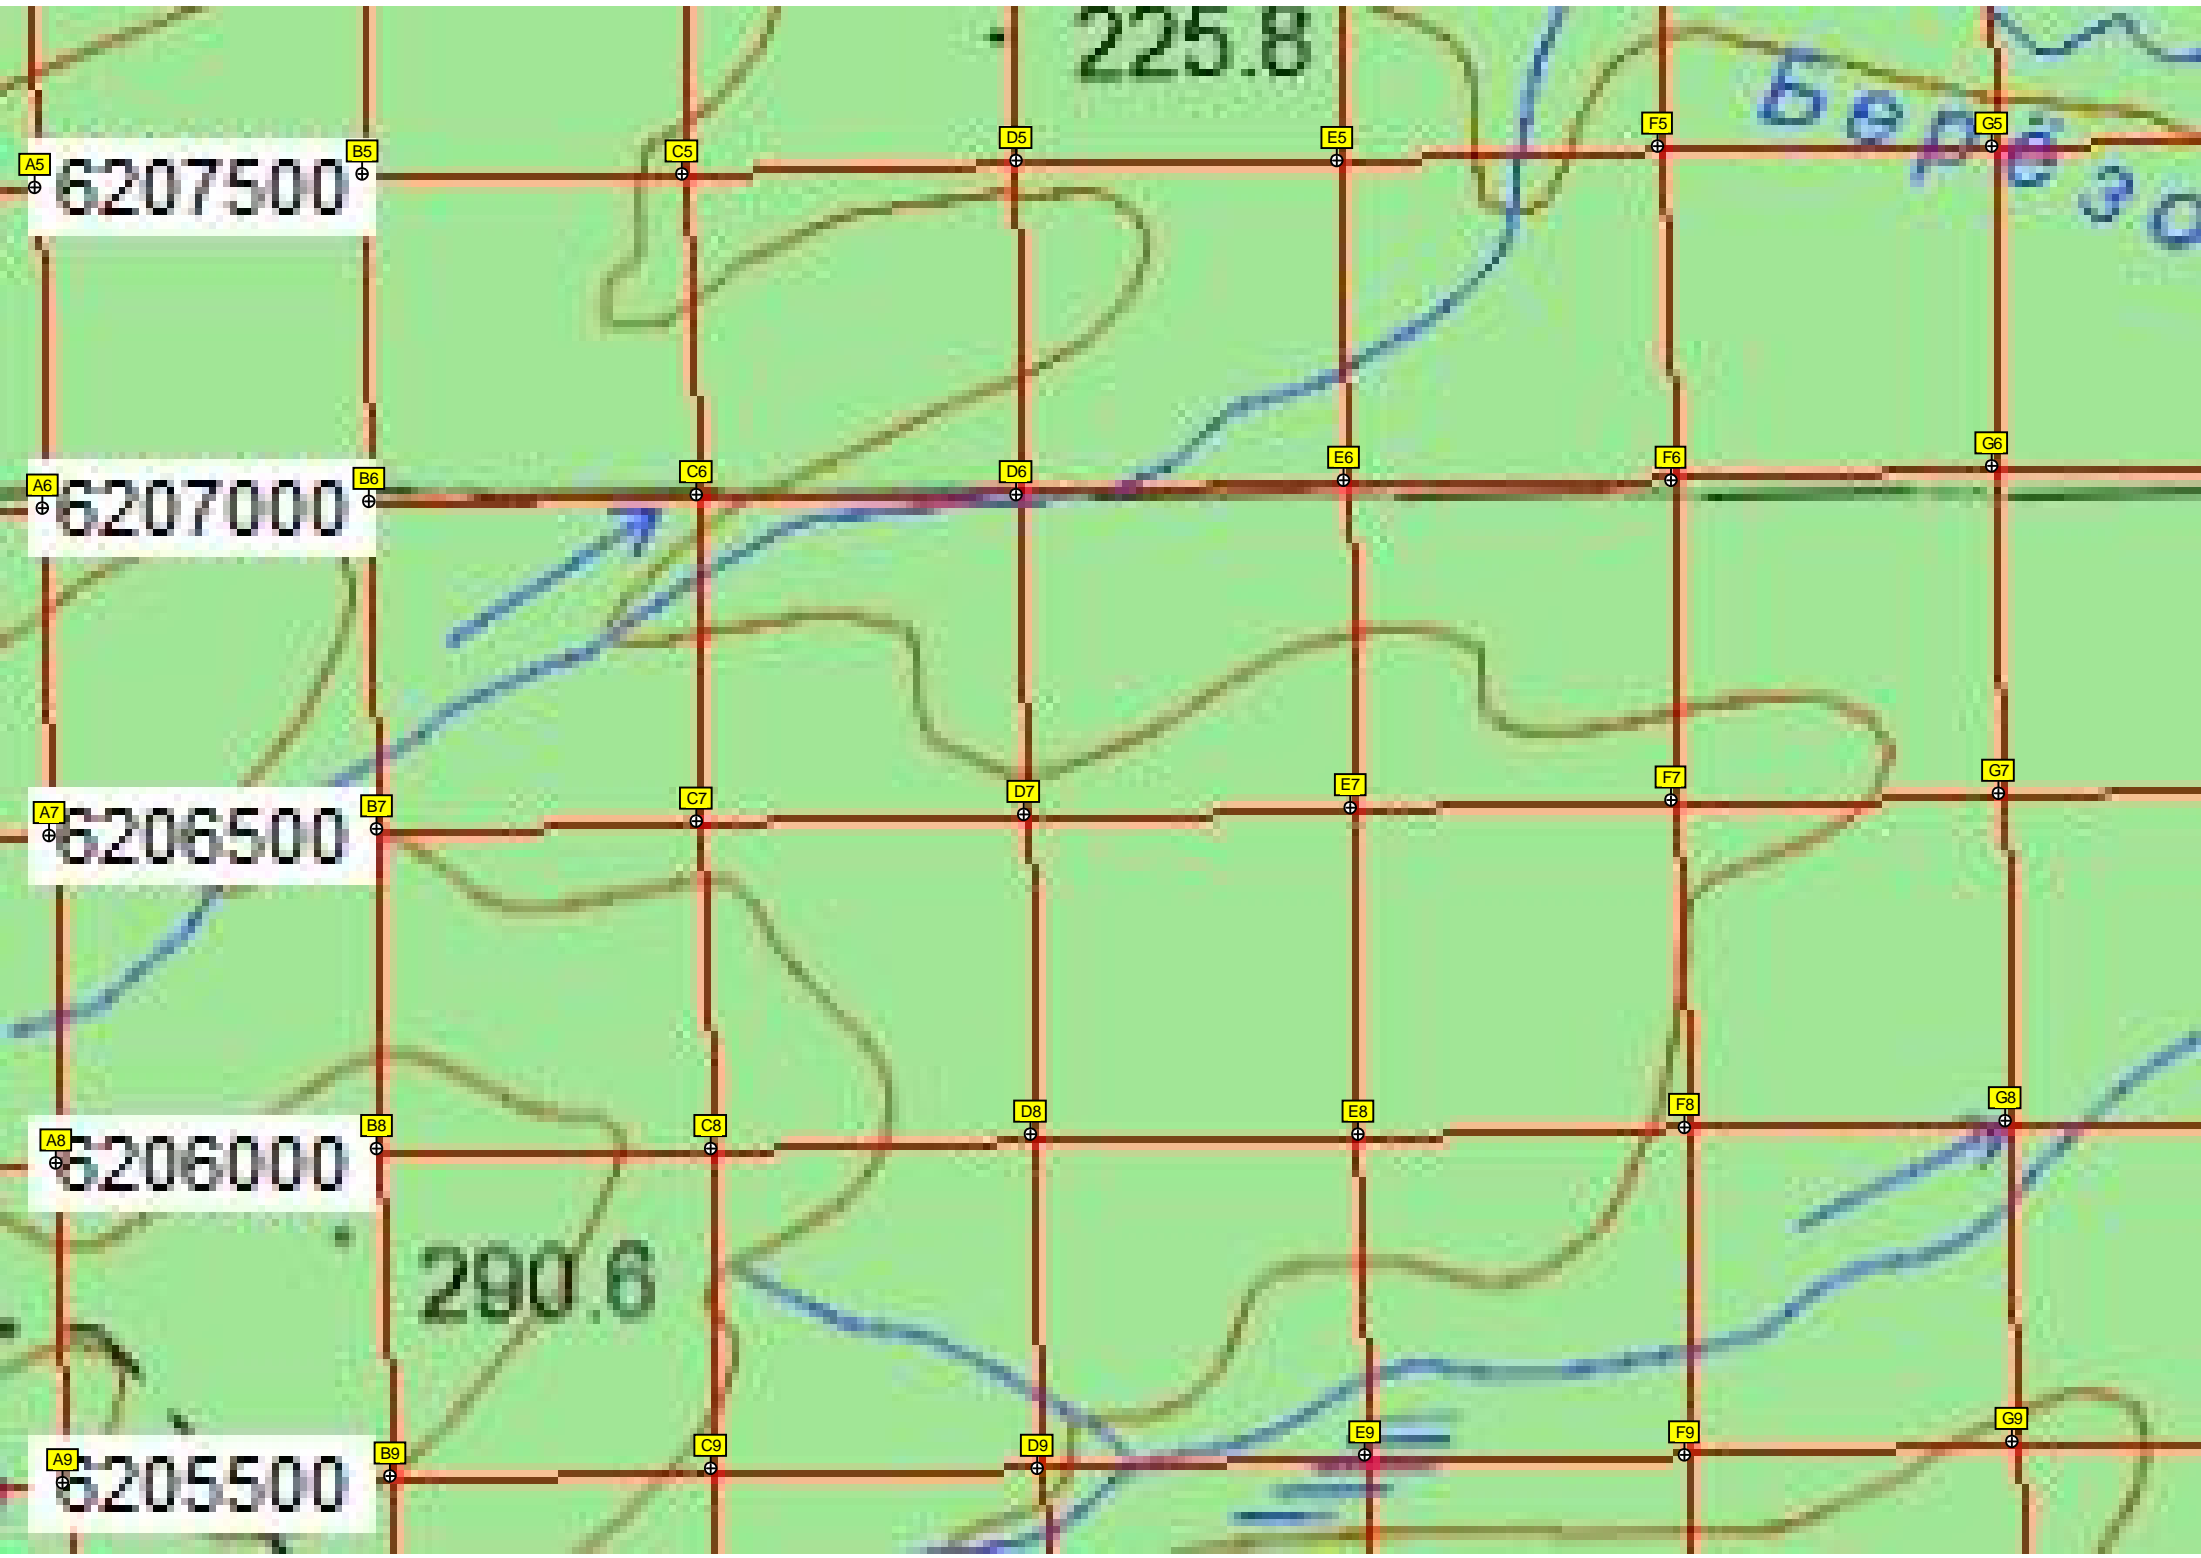 225.8
Берёзо
A5 B5 C5 D5 E5 F5 G5
6207500
A6 B6 C6 D6 E6 F6 G6
6207000
A7 B7 C7 D7 E7 F7 G7
6206500
A8 B8 C8 D8 E8 F8 G8
6206000
290.6
A9 B9 C9 D9 E9 F9 G9
6205500